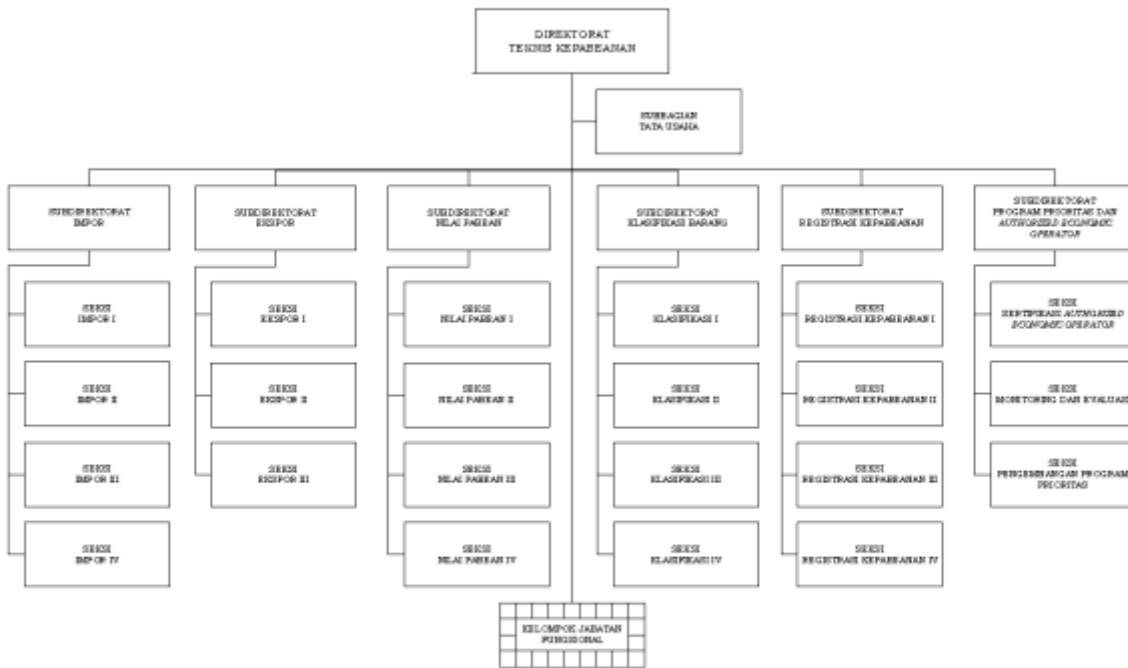 DIREKTORAT
TEKNIS KEPABEANAN
SUBBAGIAN
TATA USAHA
SUBDIREKTORAT
IMPOR
SUBDIREKTORAT
EKSPOR
SUBDIREKTORAT
NILAI PABEAN
SUBDIREKTORAT
KLASIFIKASI BARANG
SUBDIREKTORAT
REGISTRASI KEPABEANAN
SUBDIREKTORAT
PROGRAM PRIORITAS DAN
AUTHORIZED ECONOMIC
OPERATOR
SEKSI
IMPOR I
SEKSI
EKSPOR I
SEKSI
NILAI PABEAN I
SEKSI
KLASIFIKASI I
SEKSI
REGISTRASI KEPABEANAN I
SEKSI
SERTIFIKASI AUTHORIZED
ECONOMIC OPERATOR
SEKSI
IMPOR II
SEKSI
EKSPOR II
SEKSI
NILAI PABEAN II
SEKSI
KLASIFIKASI II
SEKSI
REGISTRASI KEPABEANAN II
SEKSI
MONITORING DAN EVALUASI
SEKSI
IMPOR III
SEKSI
EKSPOR III
SEKSI
NILAI PABEAN III
SEKSI
KLASIFIKASI III
SEKSI
REGISTRASI KEPABEANAN III
SEKSI
PENGEMBANGAN PROGRAM
PRIORITAS
SEKSI
IMPOR IV
SEKSI
NILAI PABEAN IV
SEKSI
KLASIFIKASI IV
SEKSI
REGISTRASI KEPABEANAN IV
KELOMPOK JABATAN
FUNGSIONAL